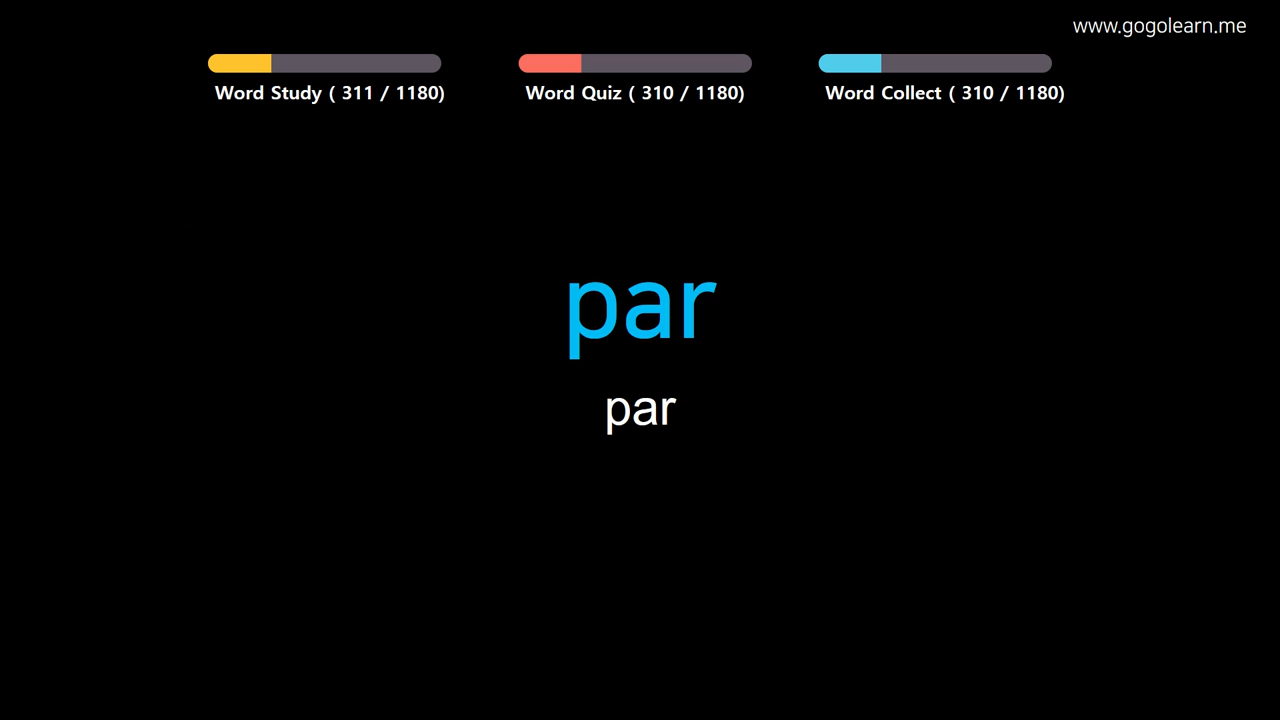 www.gogolearn.me
Word Study ( 311 / 1180)
Word Quiz ( 310 / 1180)
Word Collect ( 310 / 1180)
par
par